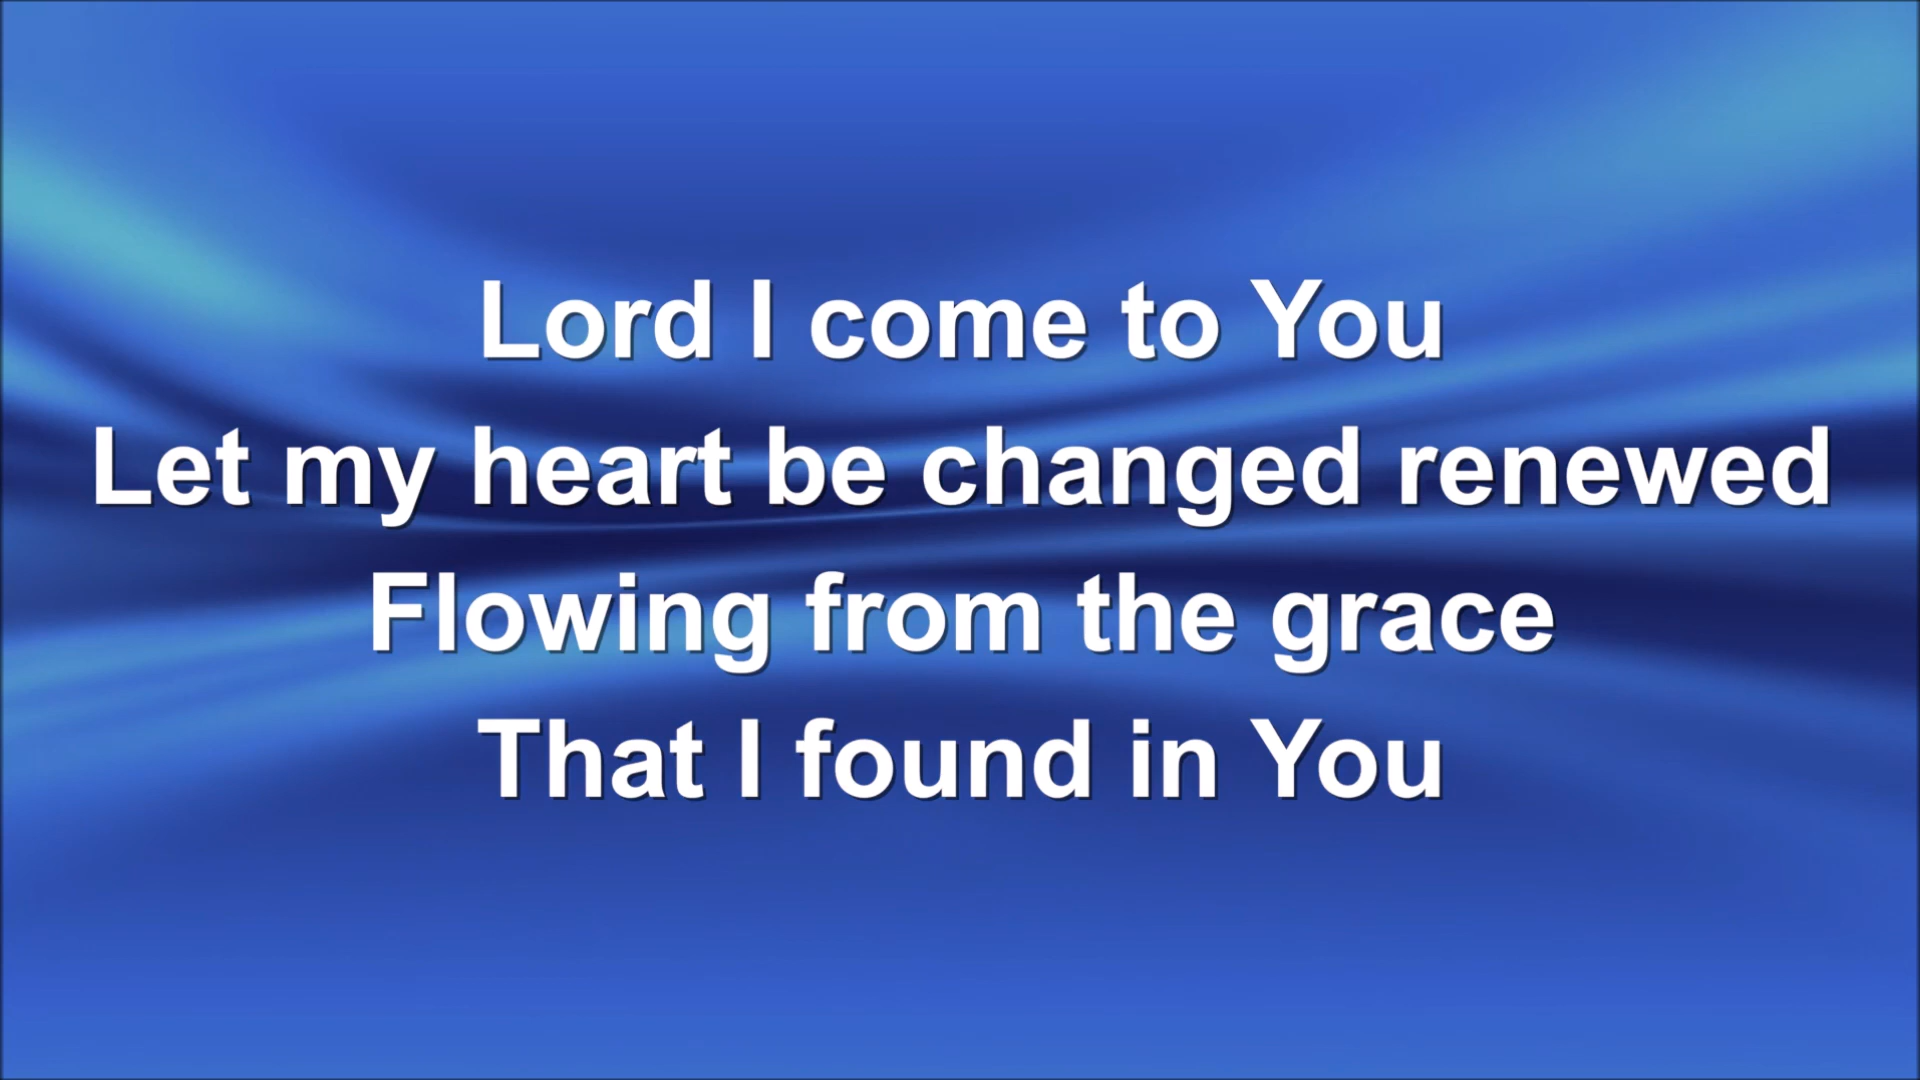 Lord I come to You
Let my heart be changed renewed
Flowing from the grace
That I found in You